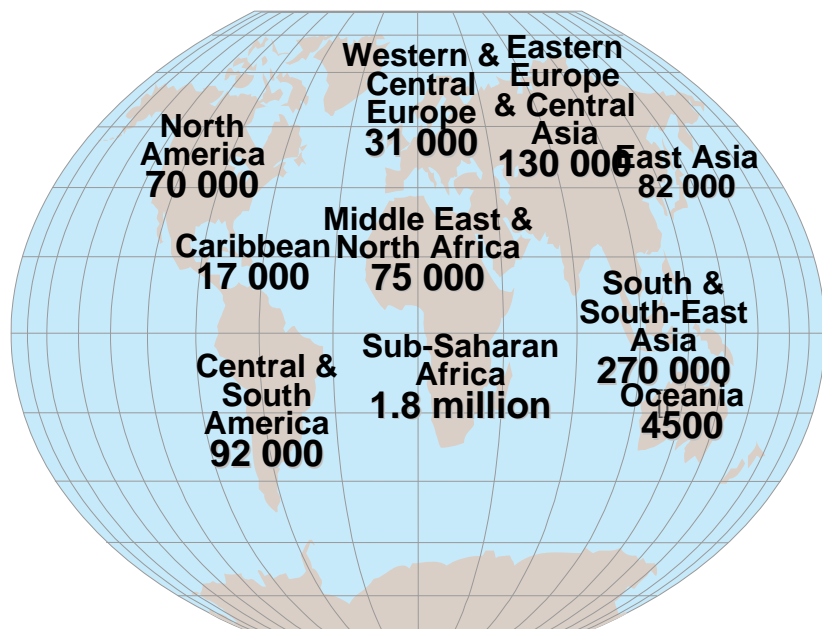 Western &
Central
Europe
31 000
Eastern
Europe
& Central
Asia
130 000
North
America
70 000
East Asia
82 000
Middle East &
North Africa
75 000
Caribbean
17 000
South &
South-East
Asia
270 000
Sub-Saharan
Africa
1.8 million
Central &
South
America
92 000
Oceania
4500